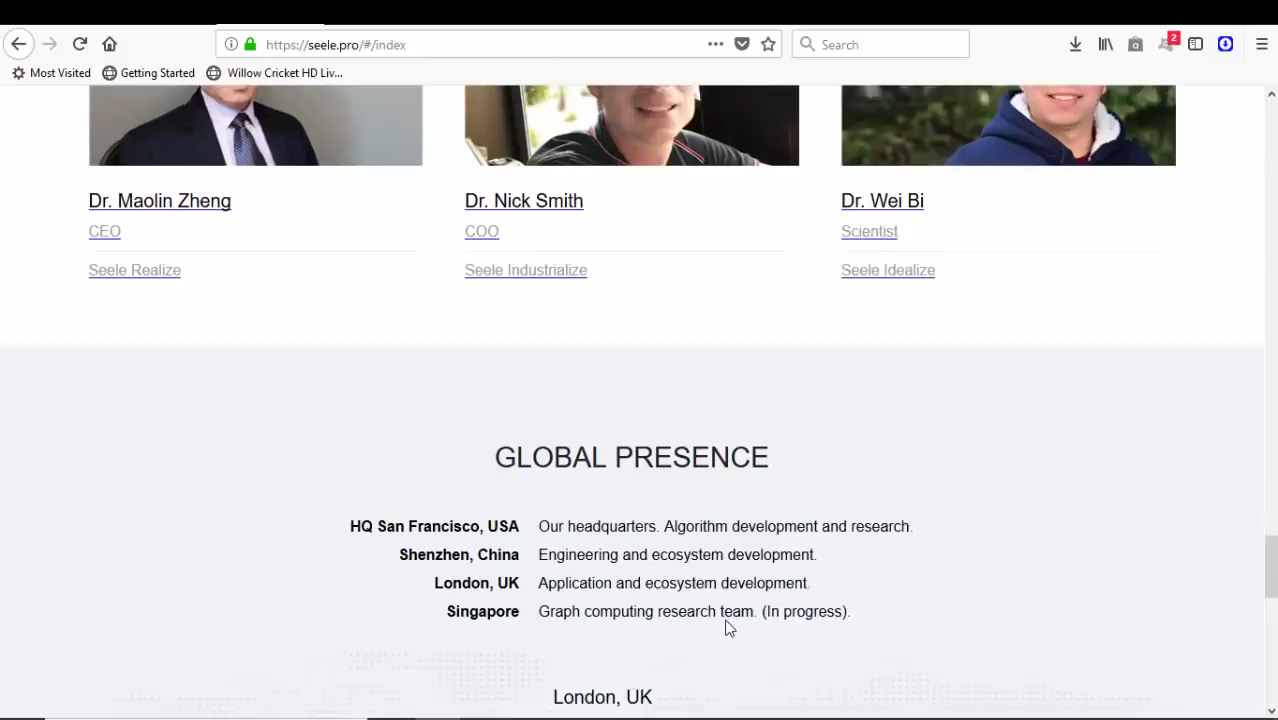 https://seele.pro/#/index
Search
2
Most Visited Getting Started Willow Cricket HD Liv...
Dr. Maolin Zheng Dr. Nick Smith Dr. Wei Bi
CEO COO Scientist
Seele Realize Seele Industrialize Seele Idealize
GLOBAL PRESENCE
HQ San Francisco, USA Our headquarters. Algorithm development and research.
Shenzhen, China Engineering and ecosystem development.
London, UK Application and ecosystem development.
Singapore Graph computing research team. (In progress).
London, UK